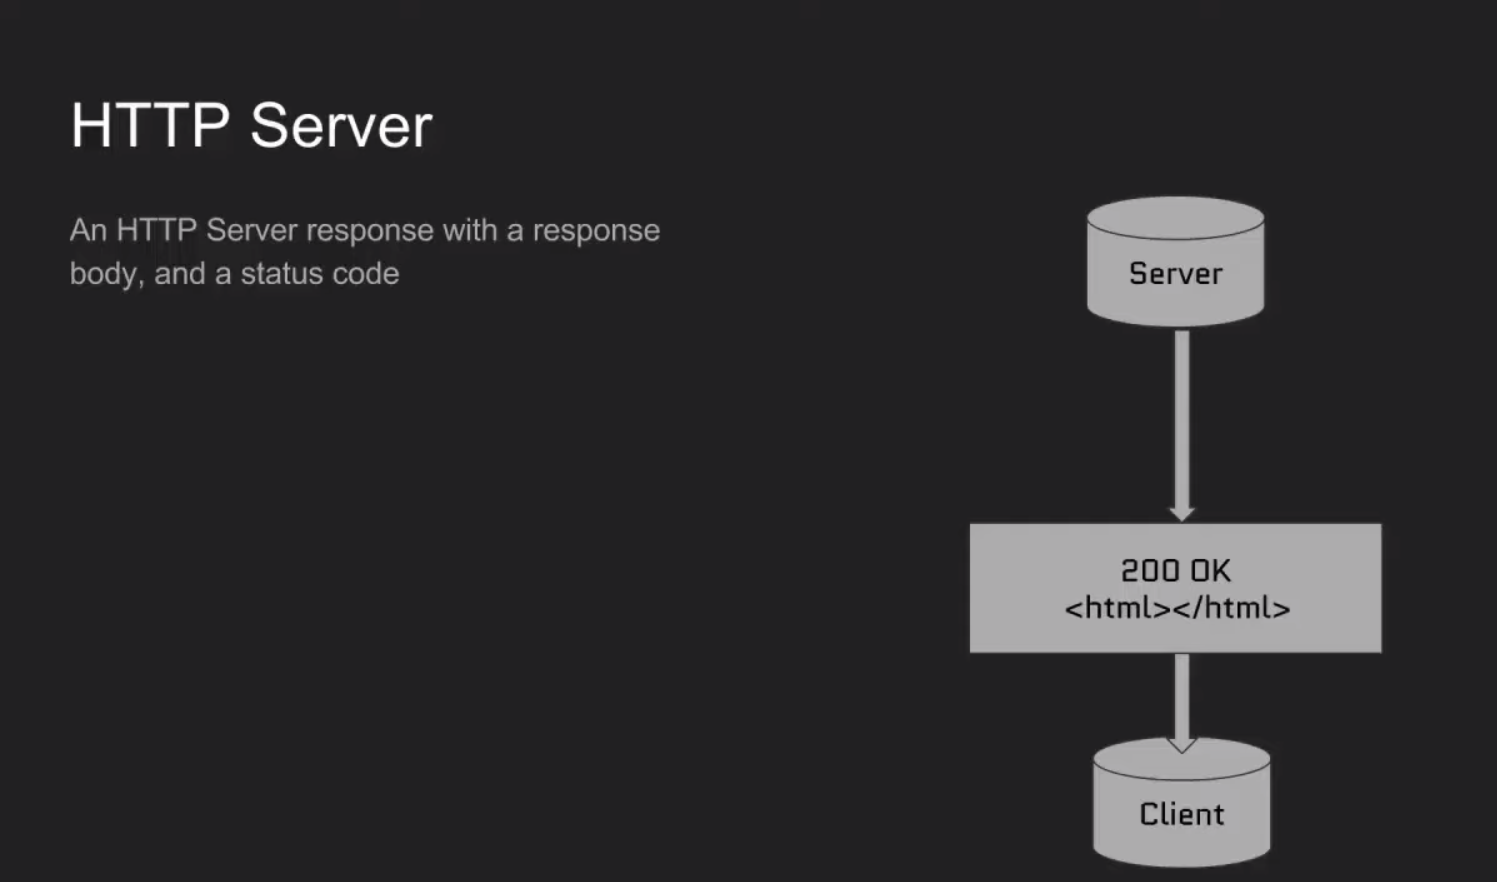 HTTP Server
An HTTP Server response with a response
body, and a status code
Server
200 OK
<html></html>
Client